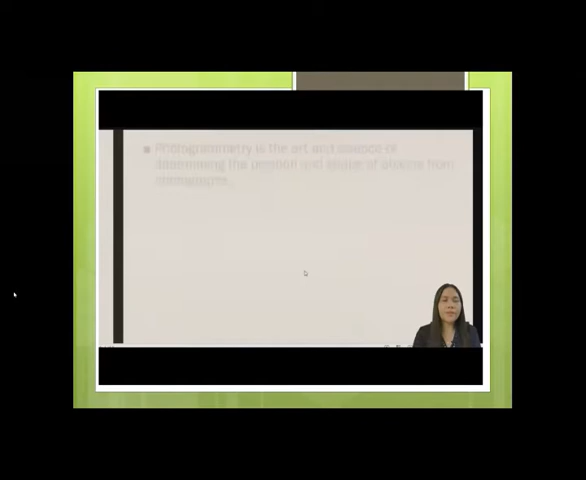 Photogrammetry is the art and science of
determining the position and shape of objects from
photographs.